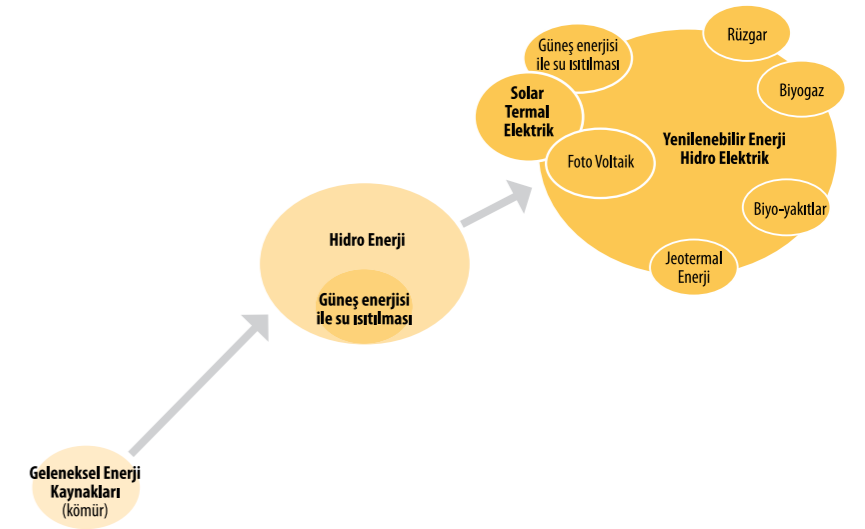 Güneş enerjisi
ile su ısıtılması
Rüzgar
Biyogaz
Solar
Termal
Elektrik
Foto Voltaik
Yenilenebilir Enerji
Hidro Elektrik
Biyo-yakıtlar
Jeotermal
Enerji
Hidro Enerji
Güneş enerjisi
ile su ısıtılması
Geleneksel Enerji
Kaynakları
(kömür)